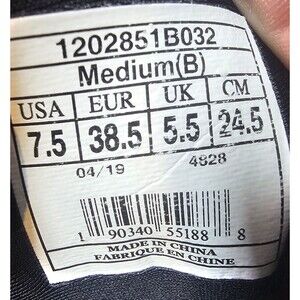 1202851B032
Medium(B)
USA EUR UK CM
7.5 38.5 5.5 24.5
04/19 4828
1 90340 55188 8
MADE IN CHINA
FABRIQUE EN CHINE